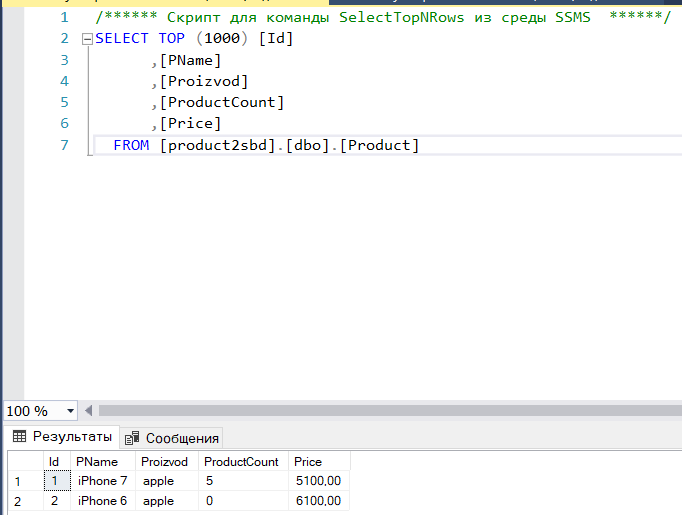 1 /****** Скрипт для команды SelectTopNRows из среды SSMS ******/
2 SELECT TOP (1000) [Id]
3 ,[PName]
4 ,[Proizvod]
5 ,[ProductCount]
6 ,[Price]
7 FROM [product2sbd].[dbo].[Product]
100 %
Результаты Сообщения
Id PName Proizvod ProductCount Price
1 1 iPhone 7 apple 5 5100,00
2 2 iPhone 6 apple 0 6100,00